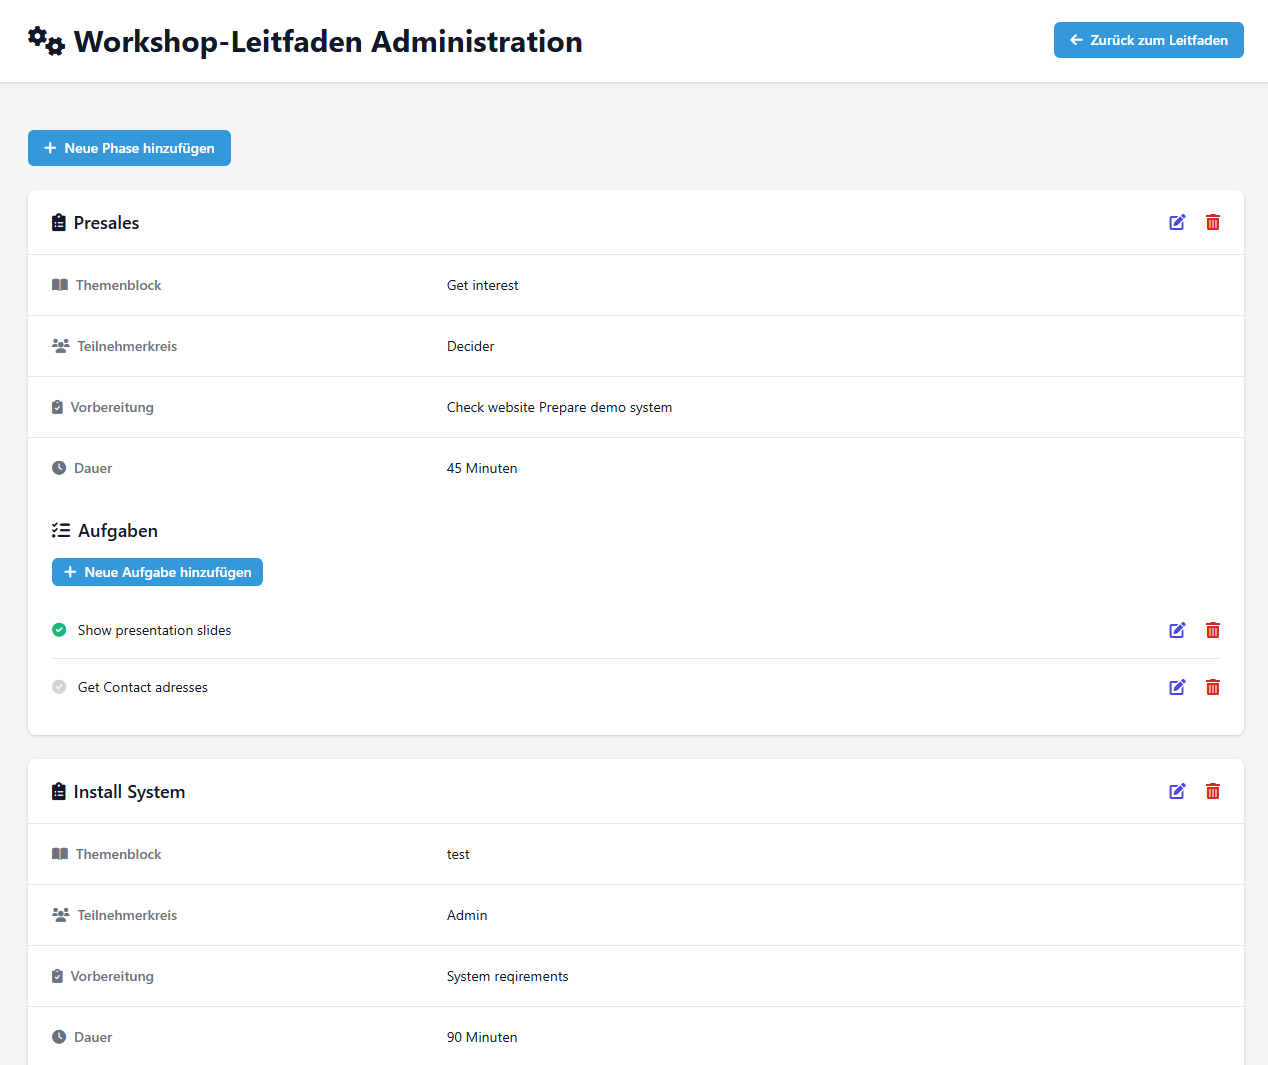 Workshop-Leitfaden Administration
Zurück zum Leitfaden
Neue Phase hinzufügen
Presales
Themenblock Get interest
Teilnehmerkreis Decider
Vorbereitung Check website Prepare demo system
Dauer 45 Minuten
Aufgaben
Neue Aufgabe hinzufügen
Show presentation slides
Get Contact adresses
Install System
Themenblock test
Teilnehmerkreis Admin
Vorbereitung System reqirements
Dauer 90 Minuten